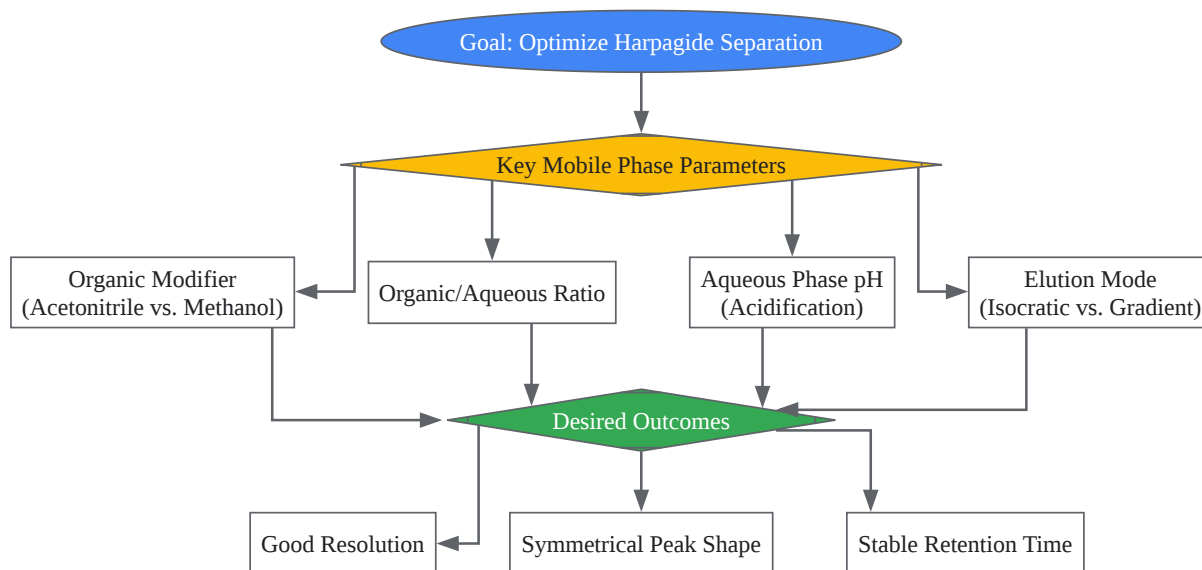 Goal: Optimize Harpagide Separation
Key Mobile Phase Parameters
Organic Modifier
(Acetonitrile vs. Methanol)
Organic/Aqueous Ratio
Aqueous Phase pH
(Acidification)
Elution Mode
(Isocratic vs. Gradient)
Desired Outcomes
Good Resolution
Symmetrical Peak Shape
Stable Retention Time